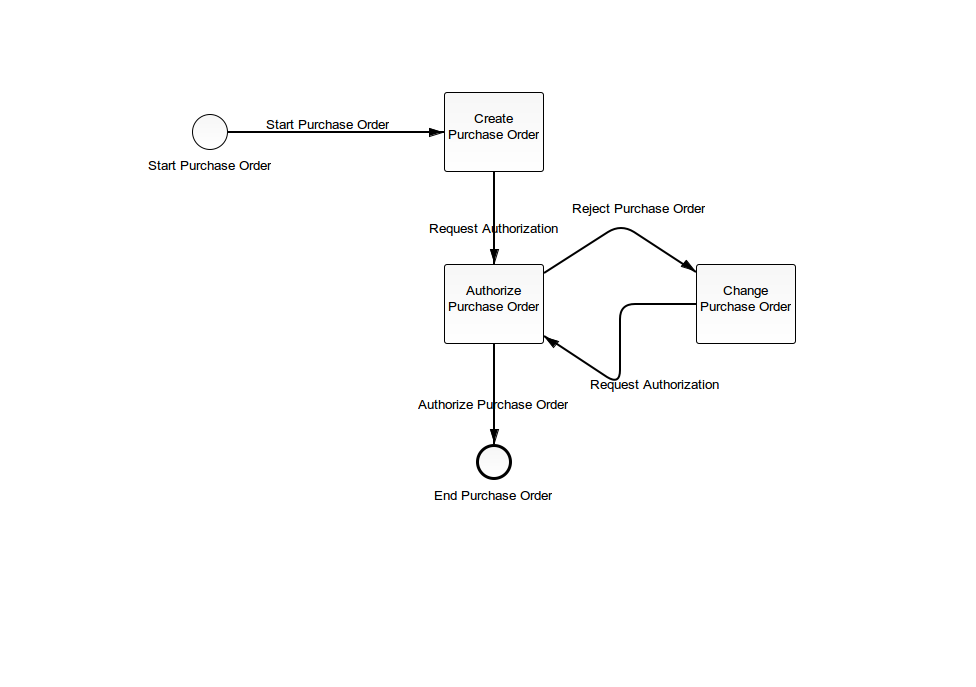 Start Purchase Order
Start Purchase Order
Create
Purchase Order
Request Authorization
Reject Purchase Order
Authorize
Purchase Order
Change
Purchase Order
Request Authorization
Authorize Purchase Order
End Purchase Order